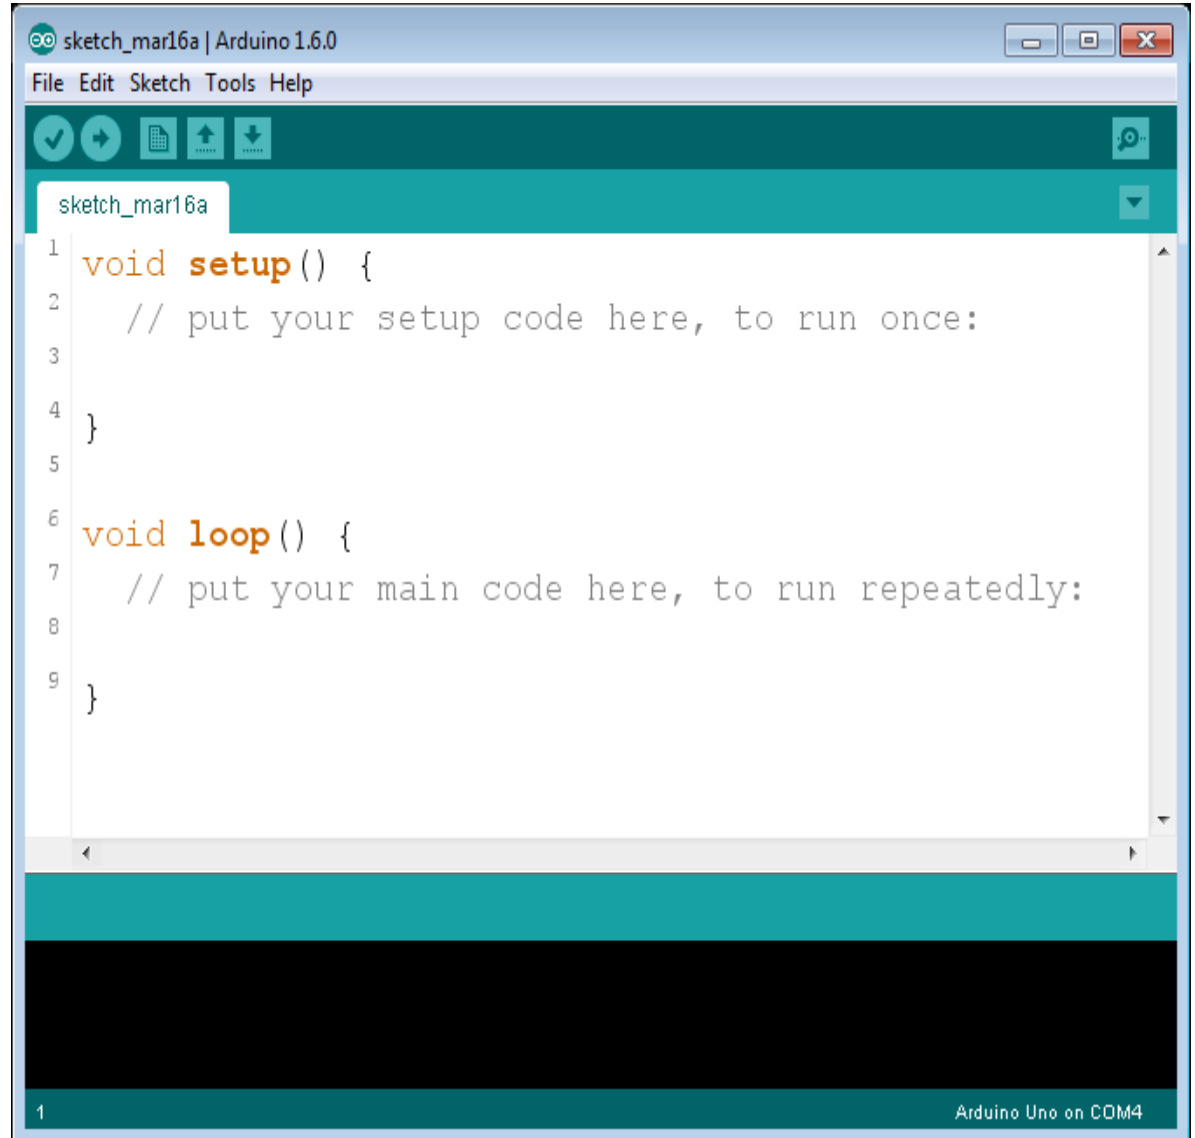 sketch_mar16a | Arduino 1.6.0
File Edit Sketch Tools Help
sketch_mar16a
1 void setup() {
2   // put your setup code here, to run once:
3
4 }
5
6 void loop() {
7   // put your main code here, to run repeatedly:
8
9 }
1 Arduino Uno on COM4